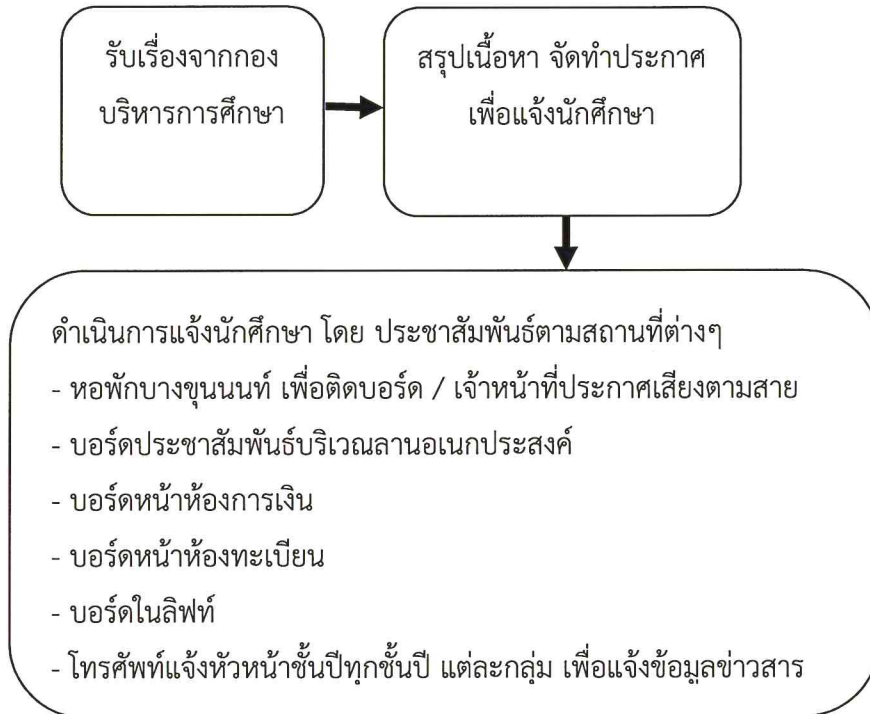 รับเรื่องจากกอง
บริหารการศึกษา
สรุปเนื้อหา จัดทำประกาศ
เพื่อแจ้งนักศึกษา
ดำเนินการแจ้งนักศึกษา โดย ประชาสัมพันธ์ตามสถานที่ต่างๆ
- หอพักบางขุนนนท์ เพื่อติดบอร์ด / เจ้าหน้าที่ประกาศเสียงตามสาย
- บอร์ดประชาสัมพันธ์บริเวณลานอเนกประสงค์
- บอร์ดหน้าห้องการเงิน
- บอร์ดหน้าห้องทะเบียน
- บอร์ดในลิฟท์
- โทรศัพท์แจ้งหัวหน้าชั้นปีทุกชั้นปี แต่ละกลุ่ม เพื่อแจ้งข้อมูลข่าวสาร